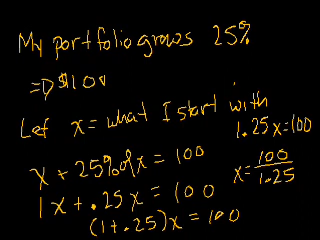 My portfolio grows 25%
=D $100
Let x = what I start with
x + 25% of x = 100
1x + .25x = 100
(1 + .25)x = 100
1.25x = 100
x = 100 / 1.25